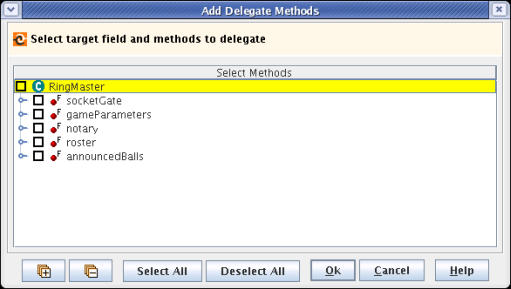 Add Delegate Methods
Select target field and methods to delegate
Select Methods
C RingMaster
F socketGate
F gameParameters
F notary
F roster
F announcedBalls
Select All Deselect All Ok Cancel Help